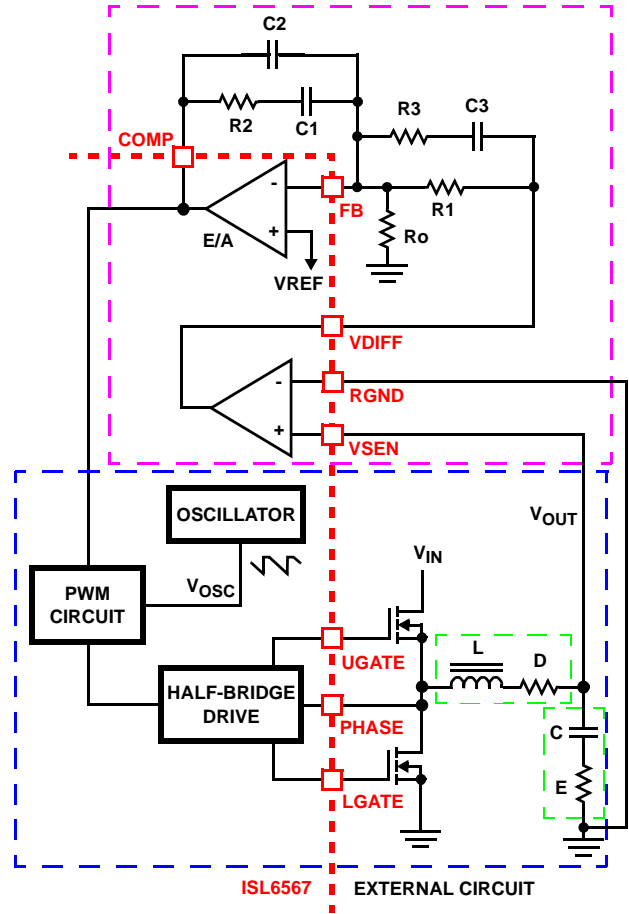 C2
R2
C1
R3
C3
COMP
-
+
E/A
FB
R1
Ro
VREF
VDIFF
-
RGND
+
VSEN
OSCILLATOR
VOSC
PWM
CIRCUIT
VOUT
VIN
UGATE
L
D
HALF-BRIDGE
DRIVE
PHASE
C
E
LGATE
ISL6567
EXTERNAL CIRCUIT